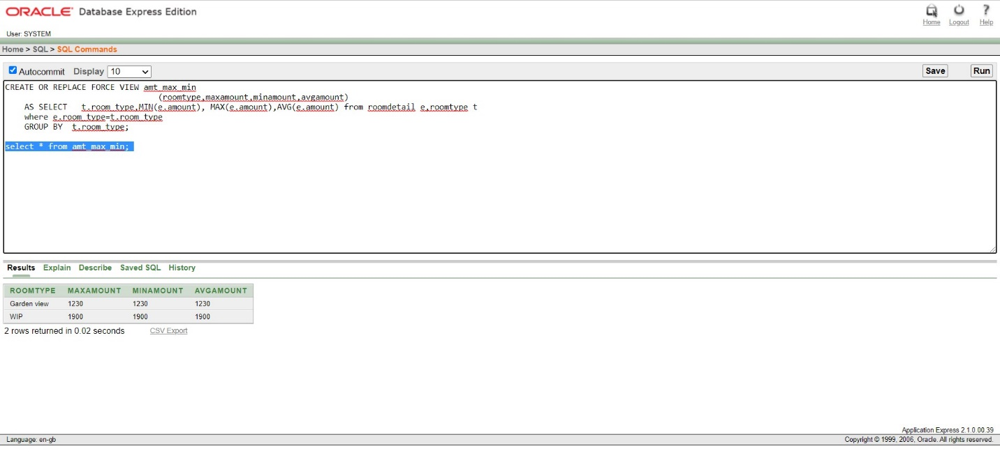 ORACLE Database Express Edition
Home Logout Help
User: SYSTEM
Home > SQL > SQL Commands
Autocommit Display 10 Save Run
CREATE OR REPLACE FORCE VIEW amt_max_min
(roomtype,maxamount,minamount,avgamount)
AS SELECT t.room_type,MIN(e.amount), MAX(e.amount),AVG(e.amount) from roomdetail e,roomtype t
where e.room_type=t.room_type
GROUP BY t.room_type;
select * from amt_max_min;
Results Explain Describe Saved SQL History
ROOMTYPE MAXAMOUNT MINAMOUNT AVGAMOUNT
Garden view 1230 1230 1230
WIP 1900 1900 1900
2 rows returned in 0.02 seconds CSV Export
Application Express 2.1.0.00.39
Language: en-gb Copyright © 1999, 2006, Oracle. All rights reserved.